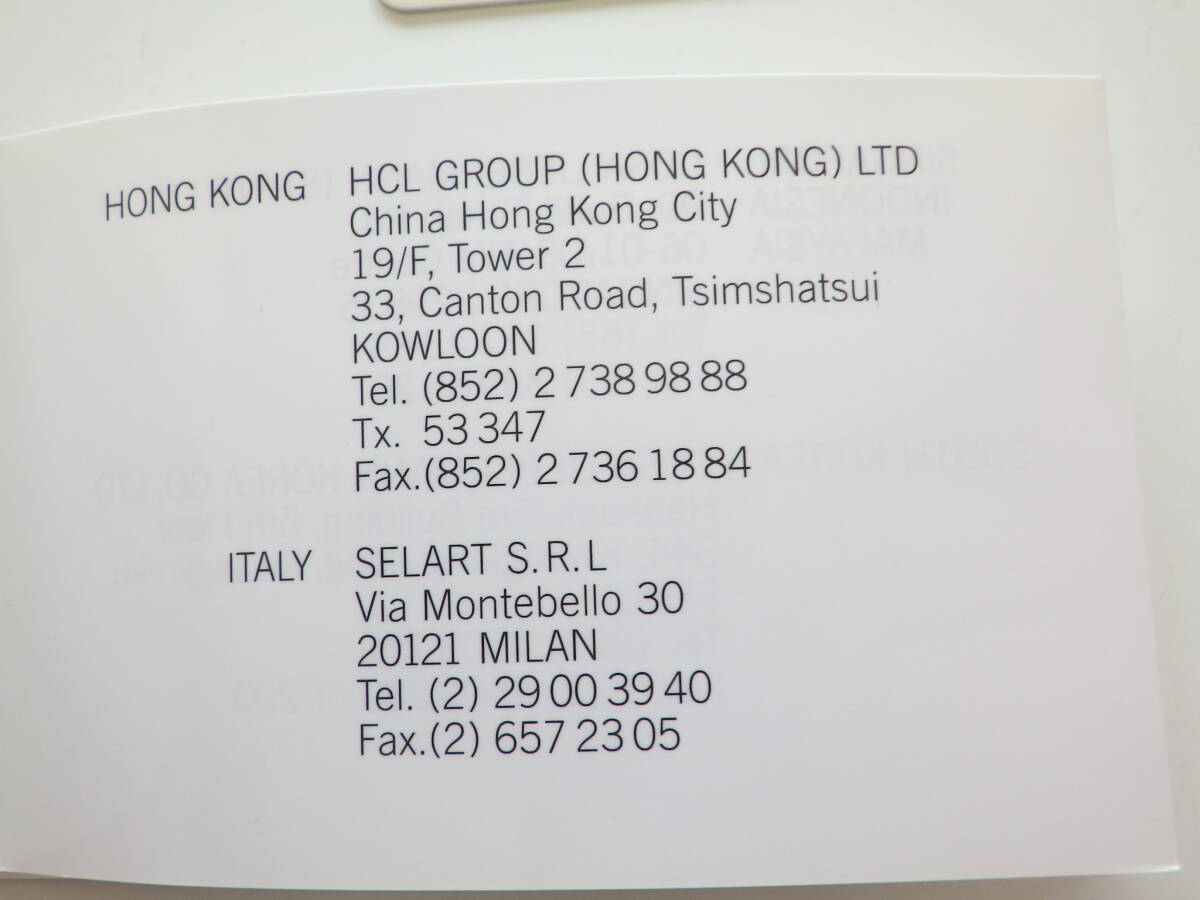 HONG KONG HCL GROUP (HONG KONG) LTD
China Hong Kong City
19/F, Tower 2
33, Canton Road, Tsimshatsui
KOWLOON
Tel. (852) 2 738 98 88
Tx. 53 347
Fax.(852) 2 736 18 84
ITALY SELART S.R.L
Via Montebello 30
20121 MILAN
Tel. (2) 29 00 39 40
Fax.(2) 657 23 05